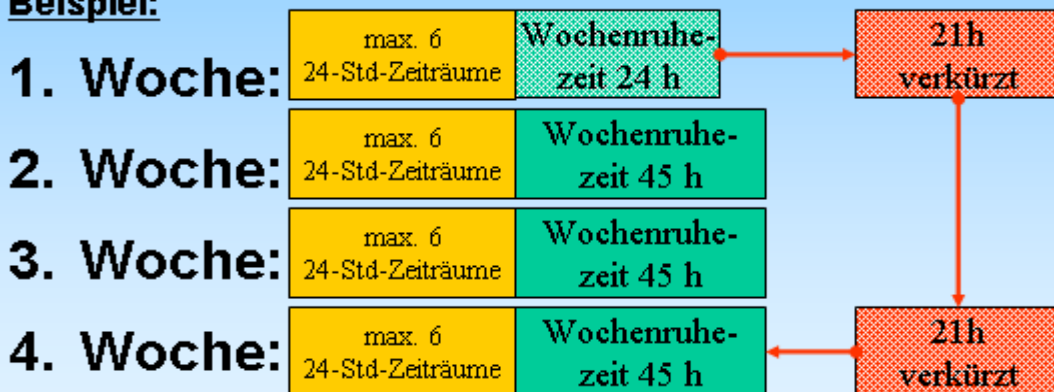 Beispiel:
1. Woche:
max. 6
24-Std-Zeiträume
Wochenruhe-
zeit 24 h
21h
verkürzt
2. Woche:
max. 6
24-Std-Zeiträume
Wochenruhe-
zeit 45 h
3. Woche:
max. 6
24-Std-Zeiträume
Wochenruhe-
zeit 45 h
4. Woche:
max. 6
24-Std-Zeiträume
Wochenruhe-
zeit 45 h
21h
verkürzt